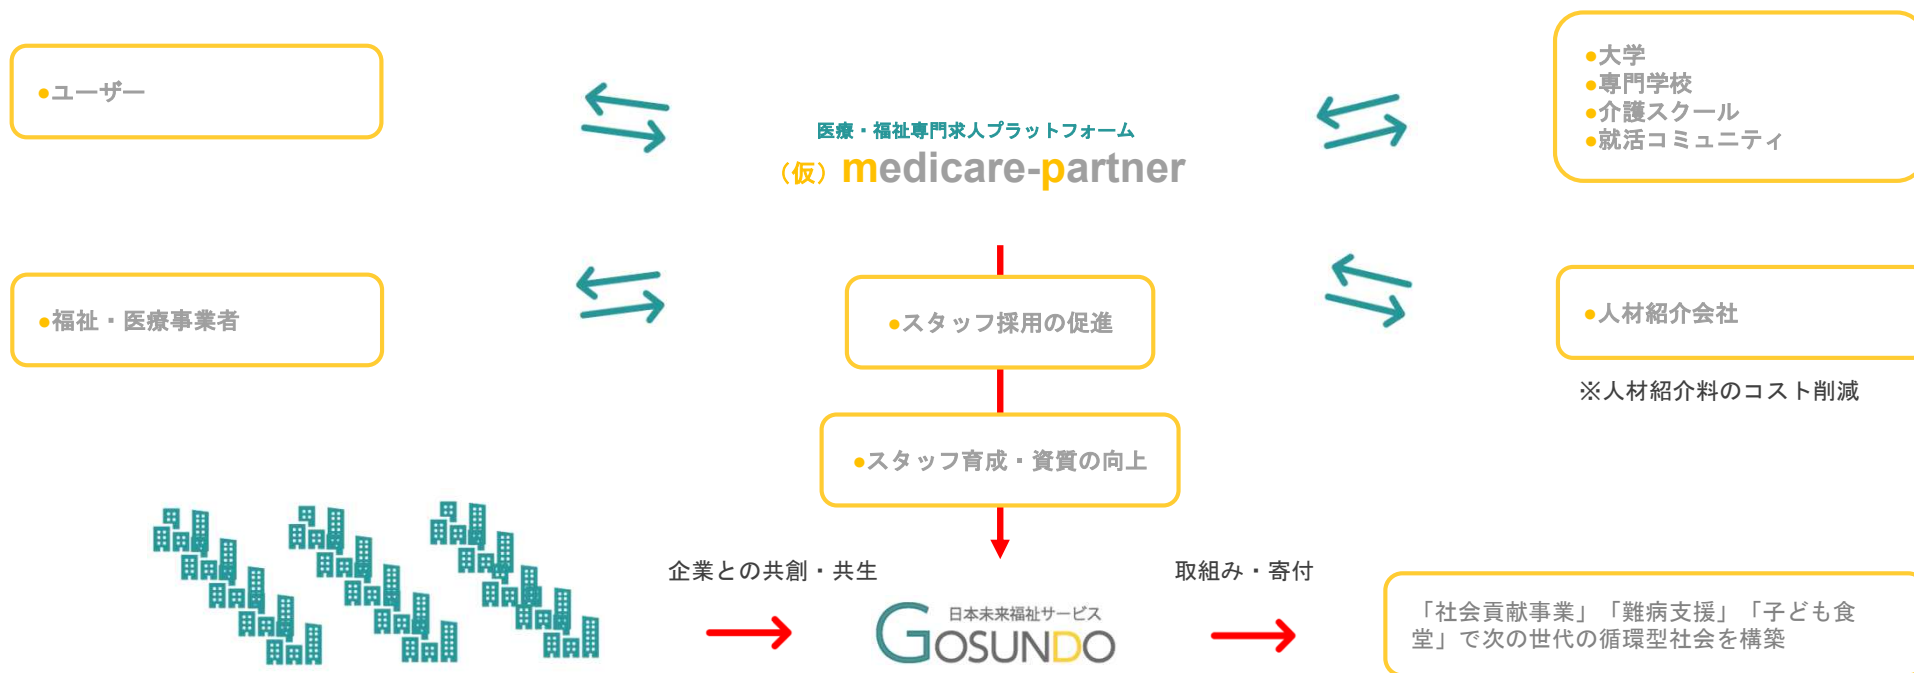 ●ユーザー
●大学
●専門学校
●介護スクール
●就活コミュニティ
医療・福祉専門求人プラットフォーム
（仮）medicare-partner
●福祉・医療事業者
●スタッフ採用の促進
●人材紹介会社
※人材紹介料のコスト削減
●スタッフ育成・資質の向上
企業との共創・共生
取組み・寄付
日本未来福祉サービス
GOSUNDO
「社会貢献事業」「難病支援」「子ども食
堂」で次の世代の循環型社会を構築